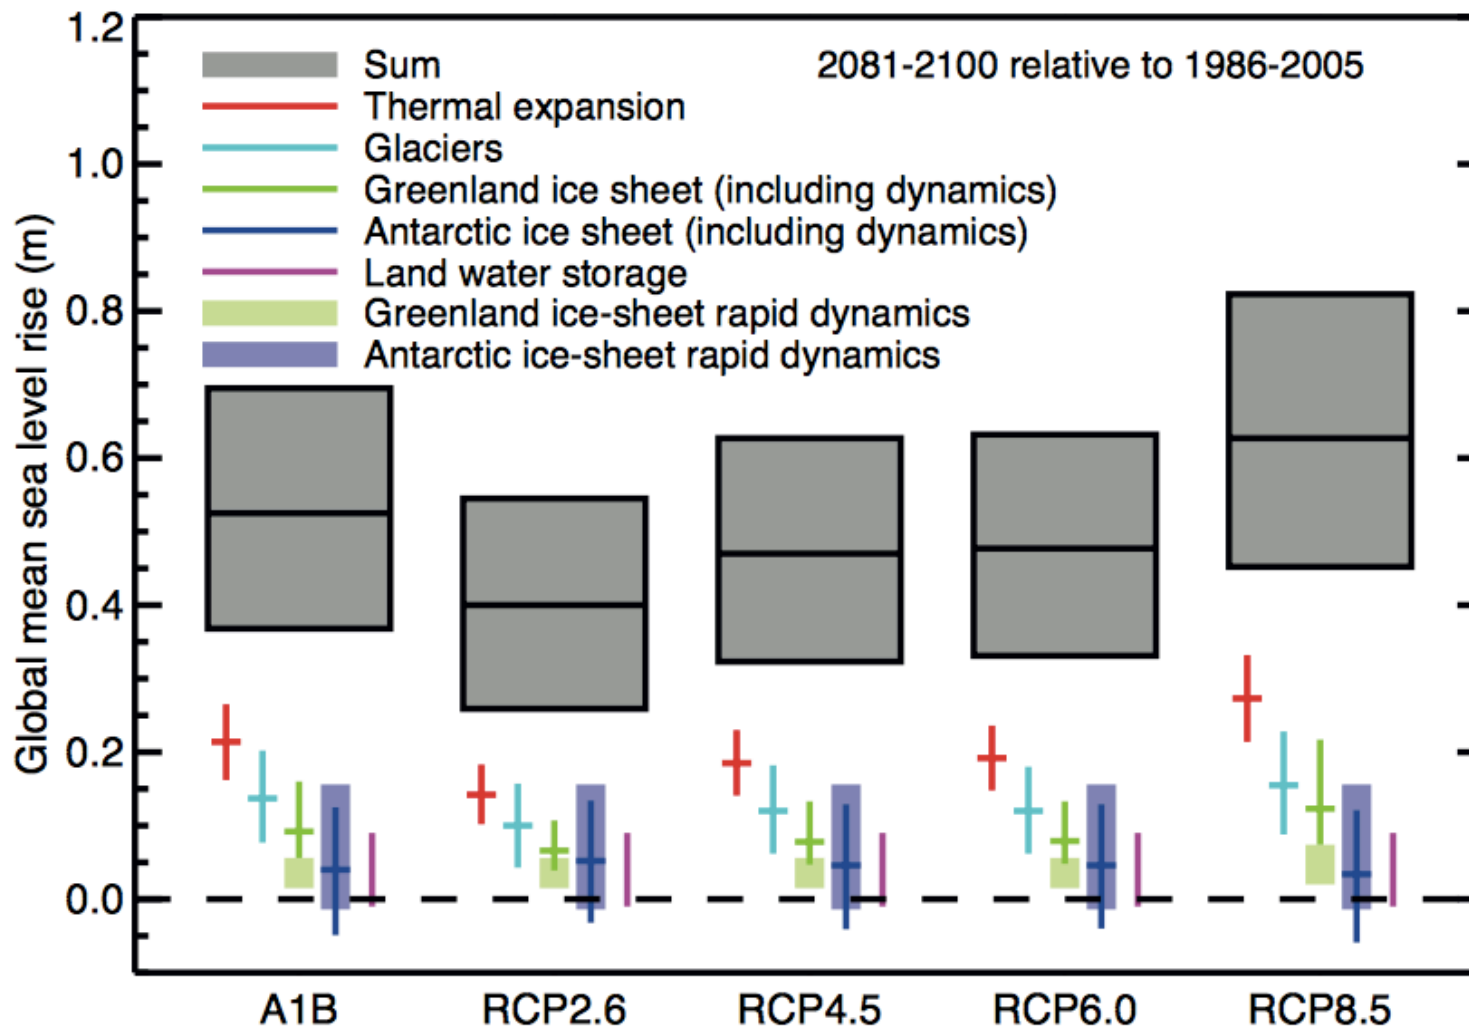 Global mean sea level rise (m)
1.2
1.0
0.8
0.6
0.4
0.2
0.0
Sum
Thermal expansion
Glaciers
Greenland ice sheet (including dynamics)
Antarctic ice sheet (including dynamics)
Land water storage
Greenland ice-sheet rapid dynamics
Antarctic ice-sheet rapid dynamics
2081-2100 relative to 1986-2005
A1B
RCP2.6
RCP4.5
RCP6.0
RCP8.5